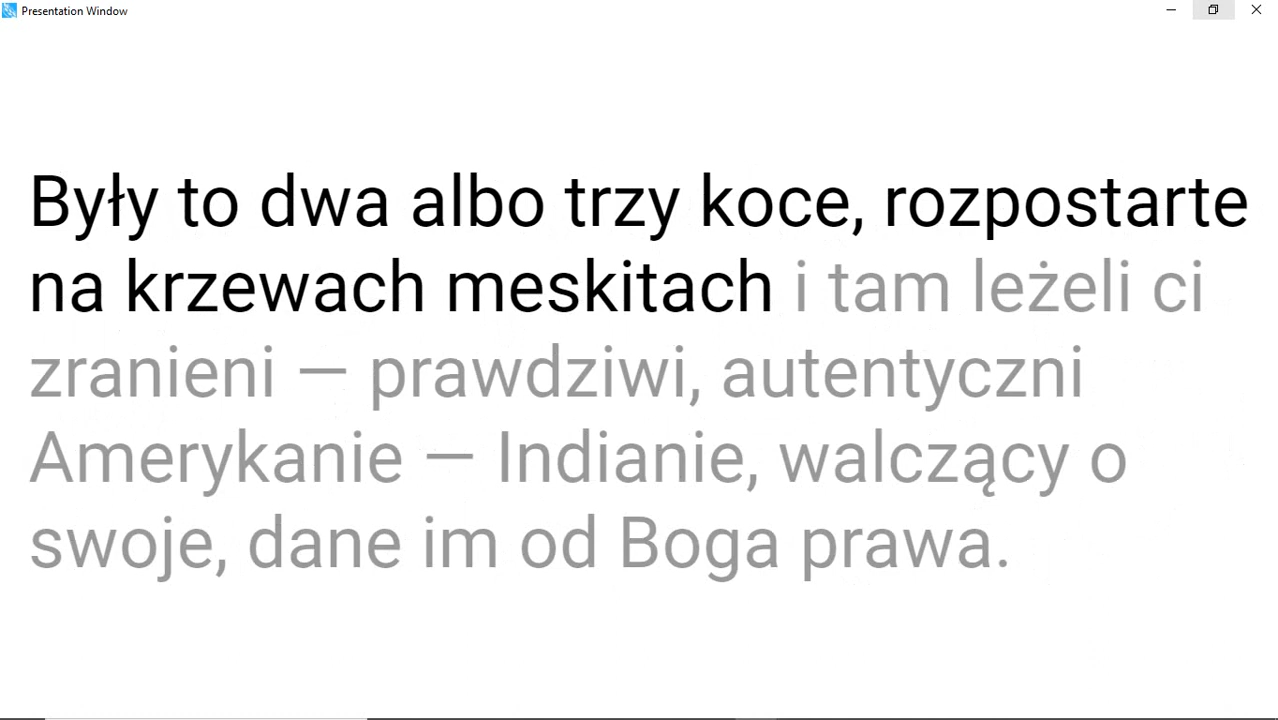 Presentation Window
Były to dwa albo trzy koce, rozpostarte
na krzewach meskitach i tam leżeli ci
zranieni — prawdziwi, autentyczni
Amerykanie — Indianie, walczący o
swoje, dane im od Boga prawa.